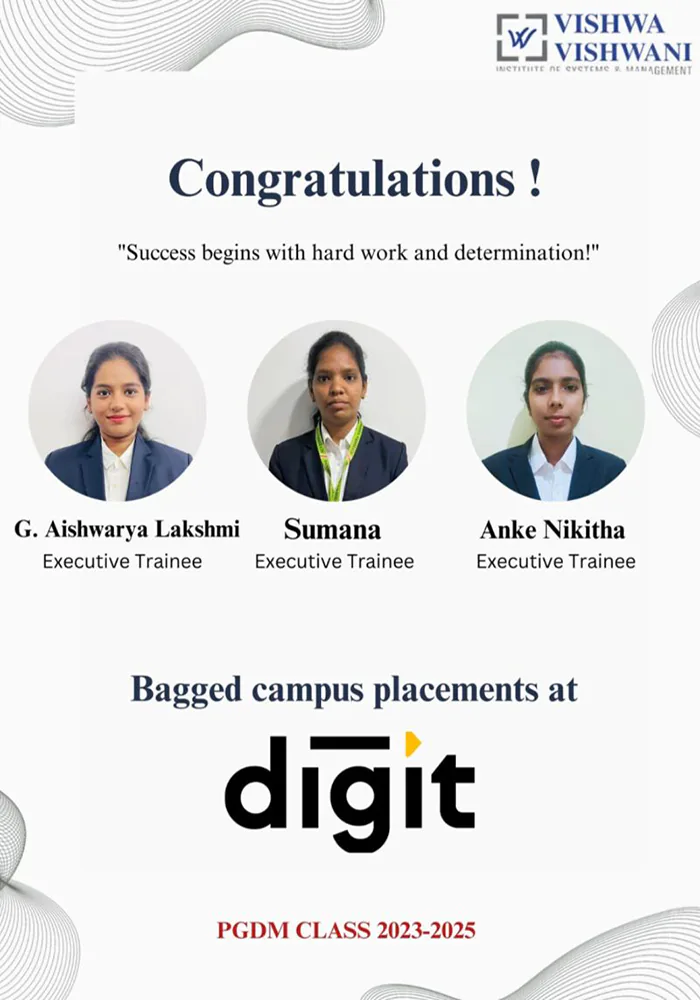 VISHWA
VISHWANI
INSTITUTE OF SYSTEMS & MANAGEMENT
Congratulations !
"Success begins with hard work and determination!"
G. Aishwarya Lakshmi
Executive Trainee
Sumana
Executive Trainee
Anke Nikitha
Executive Trainee
Bagged campus placements at
digit
PGDM CLASS 2023-2025